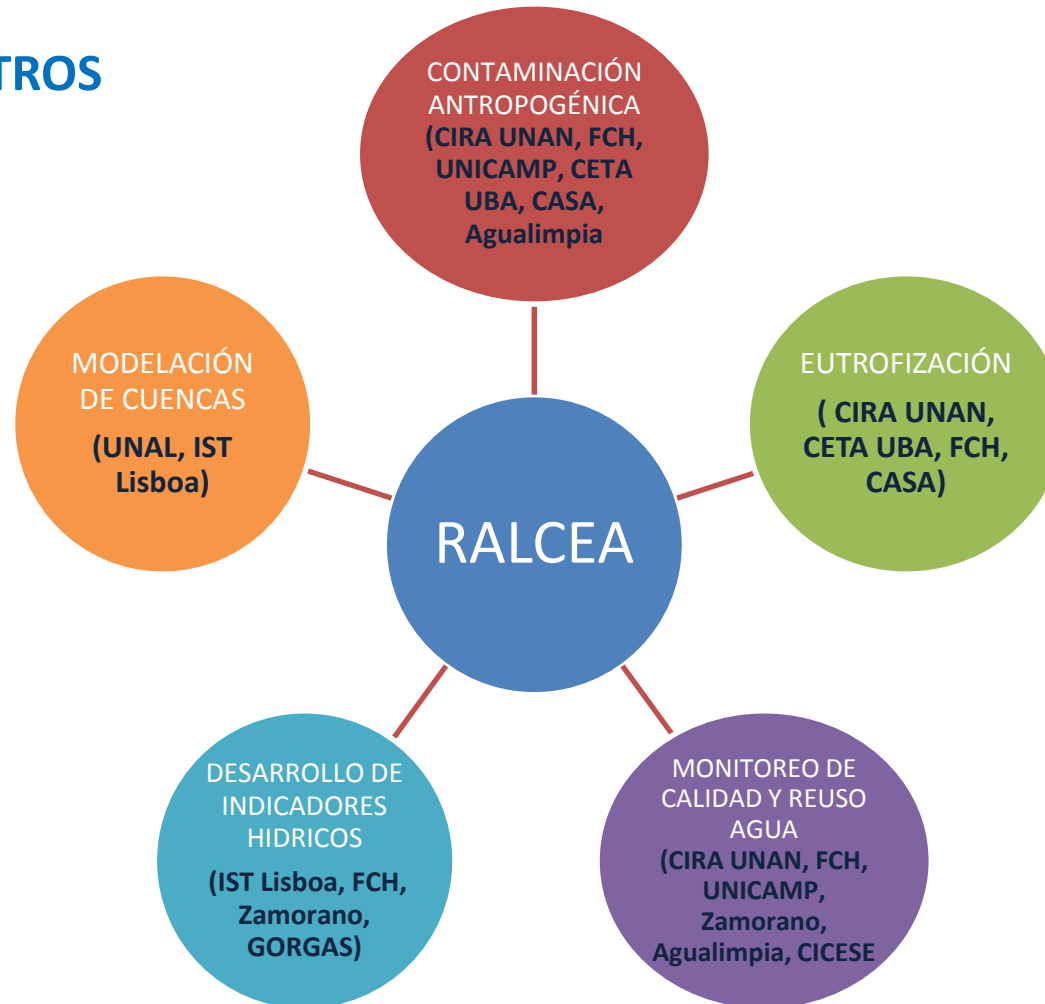 TROS
CONTAMINACIÓN
ANTROPOGÉNICA
(CIRA UNAN, FCH,
UNICAMP, CETA
UBA, CASA,
Agualimpia
MODELACIÓN
DE CUENCAS
(UNAL, IST
Lisboa)
EUTROFIZACIÓN
( CIRA UNAN,
CETA UBA, FCH,
CASA)
RALCEA
DESARROLLO DE
INDICADORES
HIDRICOS
(IST Lisboa, FCH,
Zamorano,
GORGAS)
MONITOREO DE
CALIDAD Y REUSO
AGUA
(CIRA UNAN, FCH,
UNICAMP,
Zamorano,
Agualimpia, CICESE